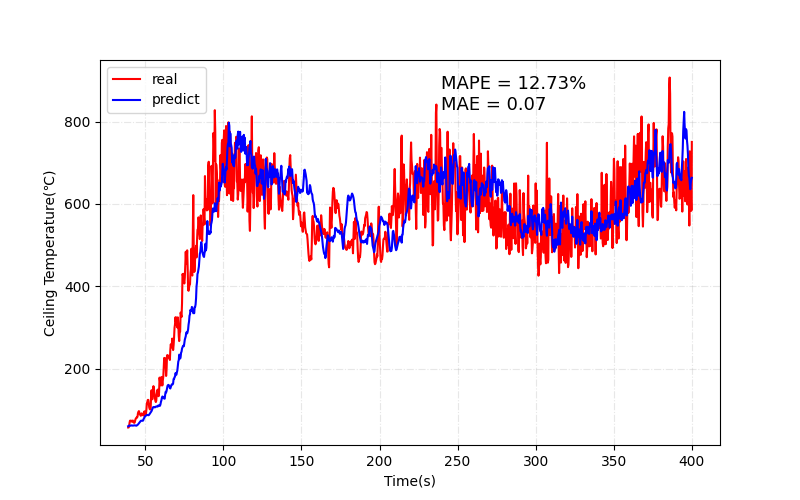 real
predict
MAPE = 12.73%
MAE = 0.07
800
600
400
200
Ceiling Temperature(℃)
50
100
150
200
250
300
350
400
Time(s)